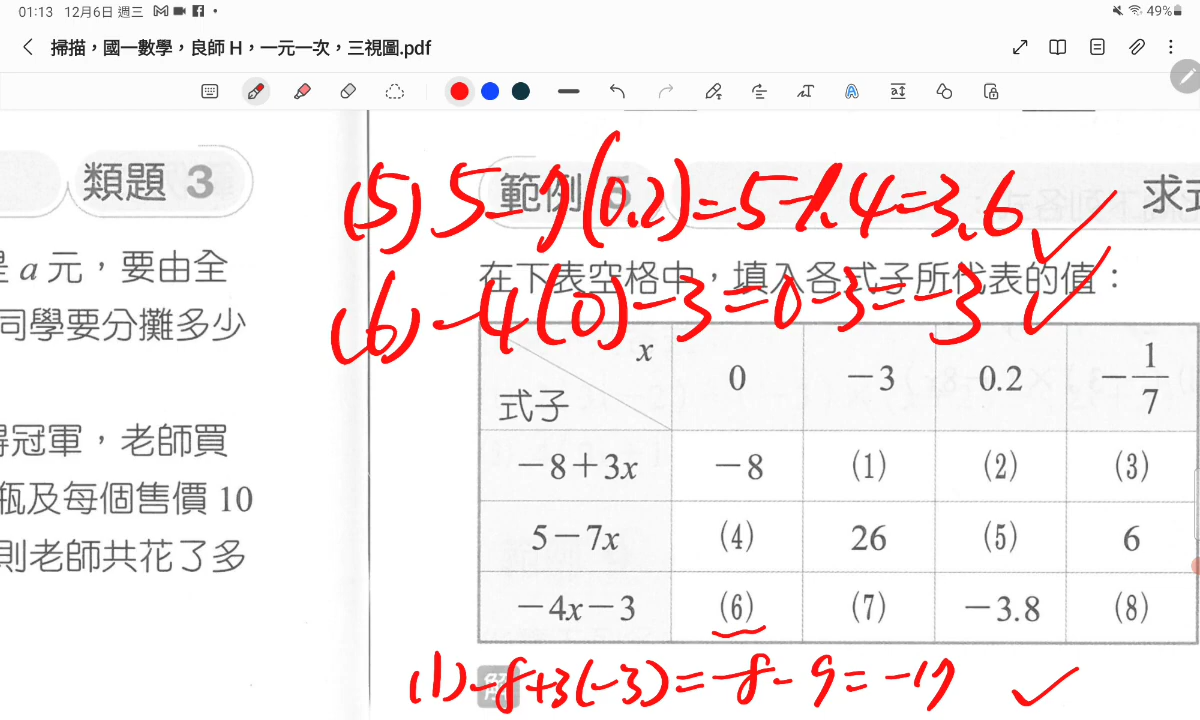 01:13 12月6日 週三
49%
掃描，國一數學，良師 H，一元一次，三視圖.pdf
類題 3
是 a 元，要由全
同學要分攤多少
得冠軍，老師買
瓶及每個售價 10
則老師共花了多
範例 5
(5) 5-7(0.2)=5-1.4=3.6 ✓
在下表空格中，填入各式子所代表的值：
(6) -4(0)-3=0-3=-3 ✓
x 0 -3 0.2 -1/7
式子
-8+3x -8 (1) (2) (3)
5-7x (4) 26 (5) 6
-4x-3 (6) (7) -3.8 (8)
解
(1) -8+3(-3)=-8-9=-17 ✓